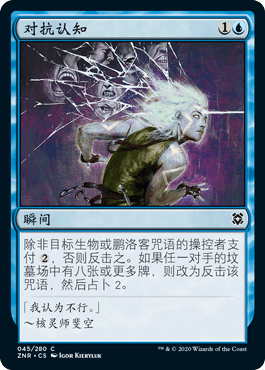 对抗认知 1
瞬间
除非目标生物或鹏洛客咒语的操控者支
付 2，否则反击之。如果任一对手的坟
墓场中有八张或更多牌，则改为反击该
咒语，然后占卜 2。
「我认为不行。」
～核灵师斐空
045/280 C
ZNR • CS IGOR KIERYLUK
™ & © 2020 Wizards of the Coast